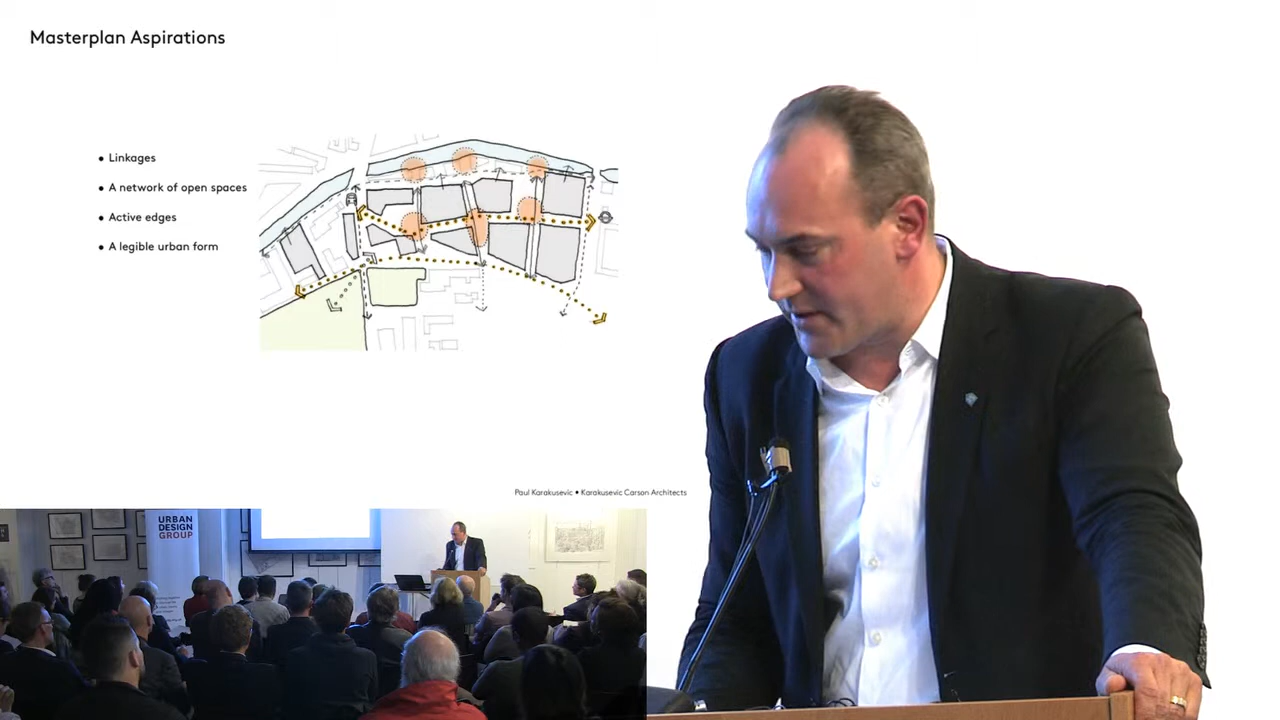 Masterplan Aspirations
• Linkages
• A network of open spaces
• Active edges
• A legible urban form
Paul Karakusevic • Karakusevic Carson Architects
URBAN
DESIGN
GROUP